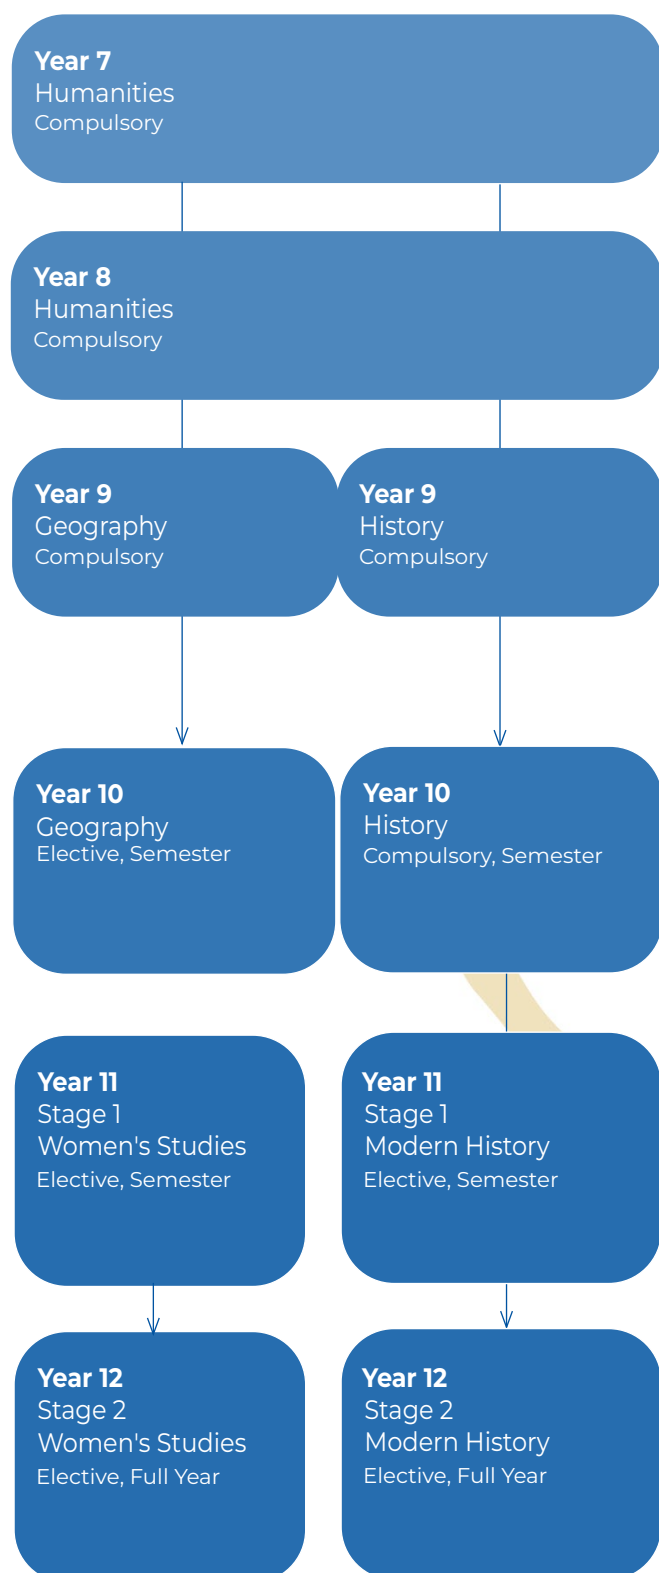 Year 7
Humanities
Compulsory
Year 8
Humanities
Compulsory
Year 9
Geography
Compulsory
Year 9
History
Compulsory
Year 10
Geography
Elective, Semester
Year 10
History
Compulsory, Semester
Year 11
Stage 1
Women's Studies
Elective, Semester
Year 11
Stage 1
Modern History
Elective, Semester
Year 12
Stage 2
Women's Studies
Elective, Full Year
Year 12
Stage 2
Modern History
Elective, Full Year